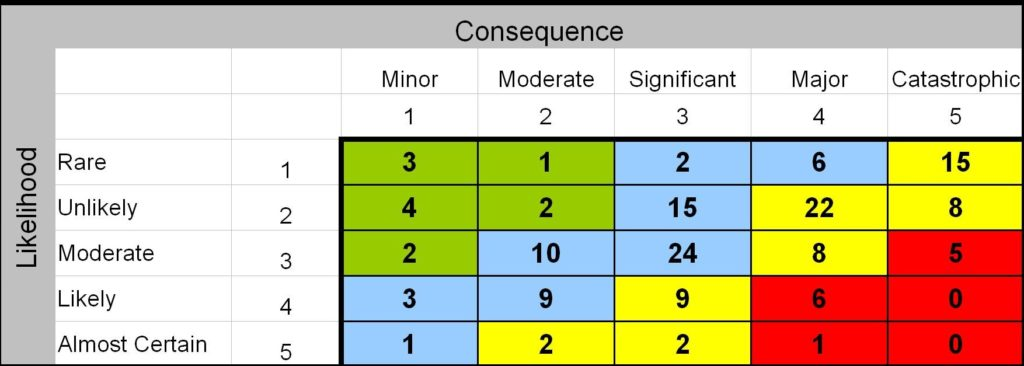 Consequence
Likelihood
Minor Moderate Significant Major Catastrophic
1 2 3 4 5
Rare 1 3 1 2 6 15
Unlikely 2 4 2 15 22 8
Moderate 3 2 10 24 8 5
Likely 4 3 9 9 6 0
Almost Certain 5 1 2 2 1 0